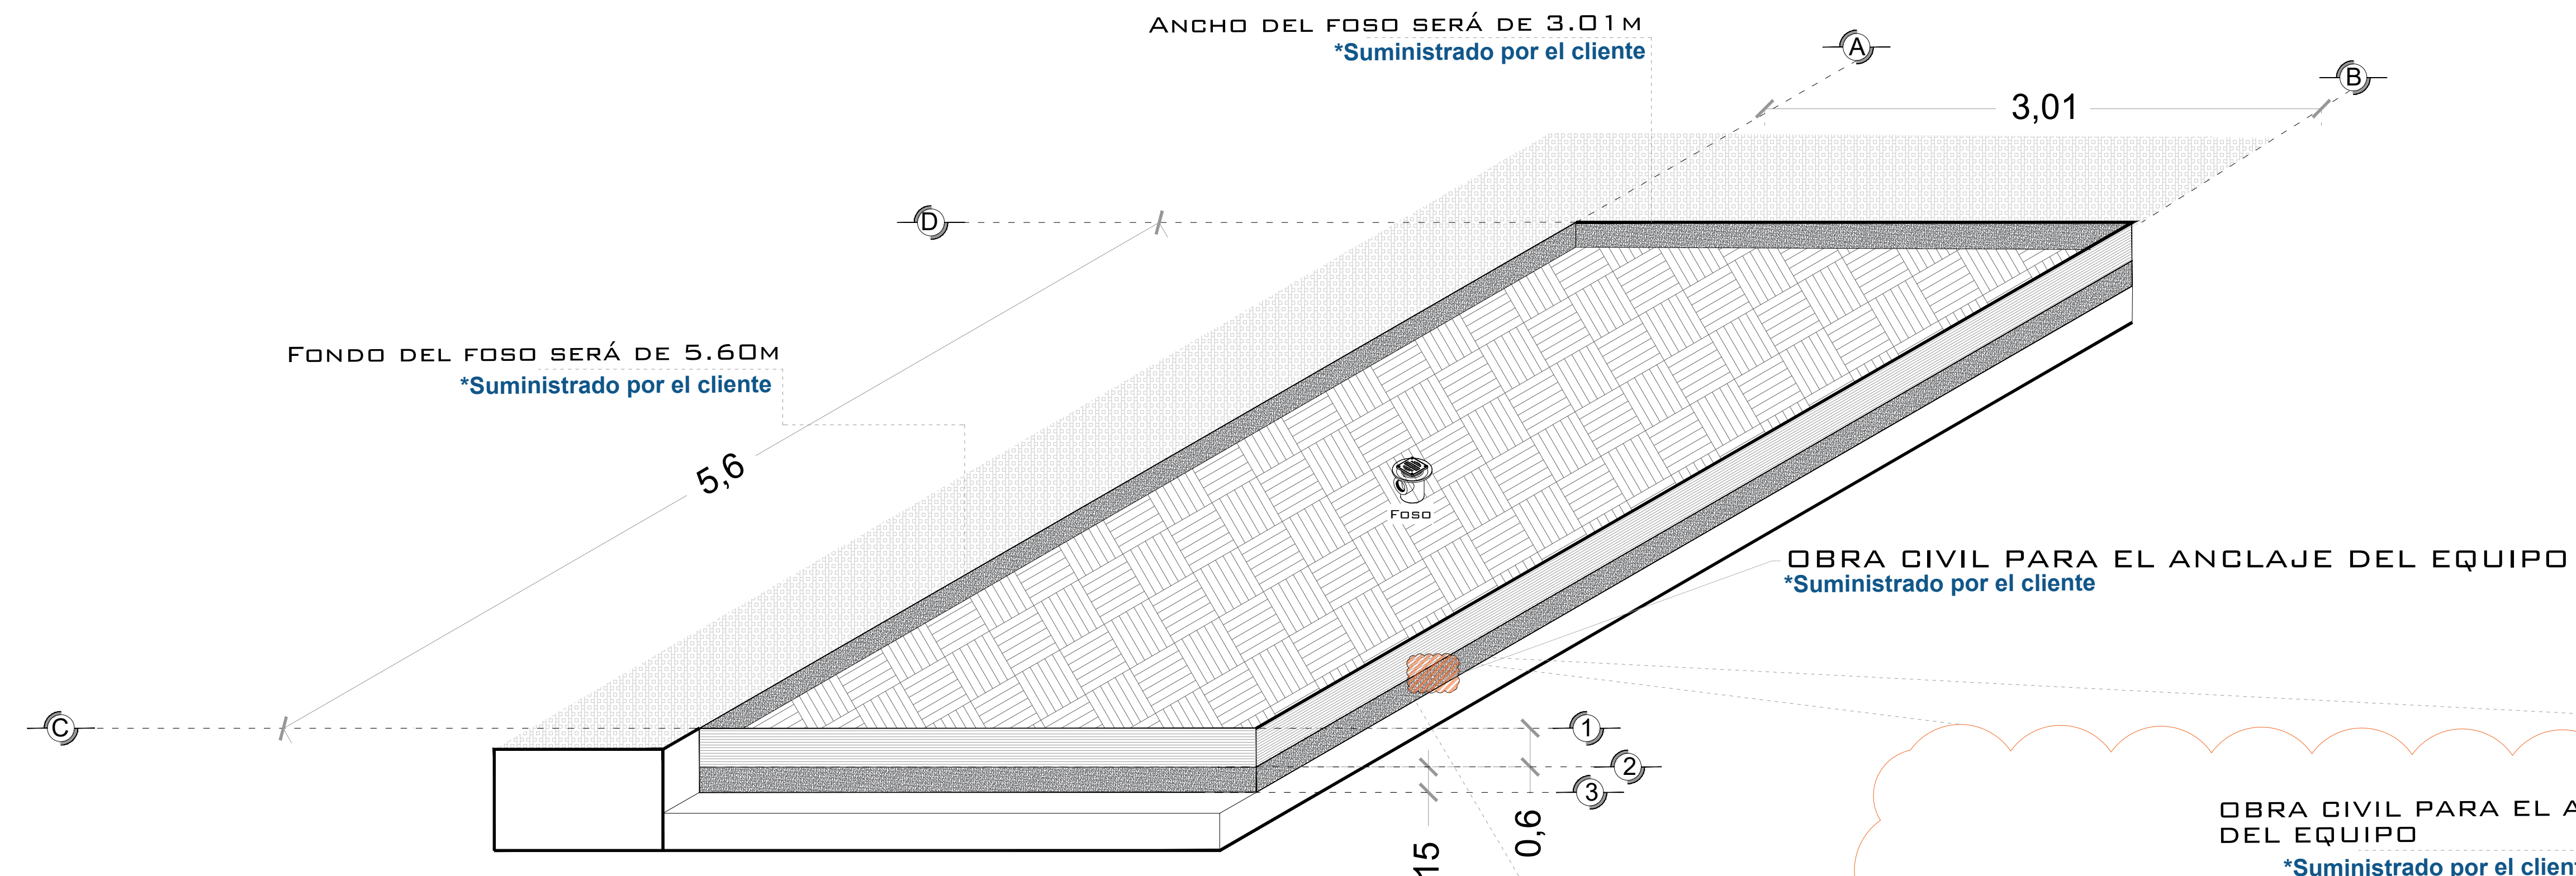 ANCHO DEL FOSO SERÁ DE 3.01M
*Suministrado por el cliente
A
B
3,01
D
FONDO DEL FOSO SERÁ DE 5.60M
*Suministrado por el cliente
5,6
FOSO
OBRA CIVIL PARA EL ANCLAJE DEL EQUIPO
*Suministrado por el cliente
C
1
2
3
0,6
15
OBRA CIVIL PARA EL A
DEL EQUIPO
*Suministrado por el clien